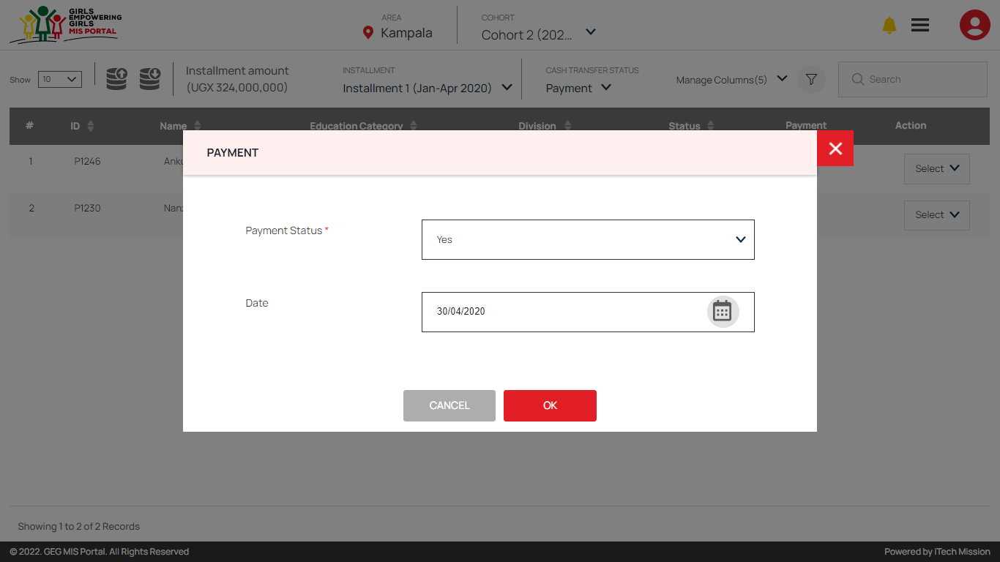 GIRLS
EMPOWERING
GIRLS
MIS PORTAL
AREA
Kampala
COHORT
Cohort 2 (202...
Show
10
Installment amount
(UGX 324,000,000)
INSTALLMENT
Installment 1 (Jan-Apr 2020)
CASH TRANSFER STATUS
Payment
Manage Columns(5)
Search
# ID Name Education Category Division Status Payment Action
1 P1246 Select
2 P1230 Select
PAYMENT
Payment Status *
Yes
Date
30/04/2020
CANCEL OK
Showing 1 to 2 of 2 Records
© 2022. GEG MIS Portal. All Rights Reserved
Powered by iTech Mission